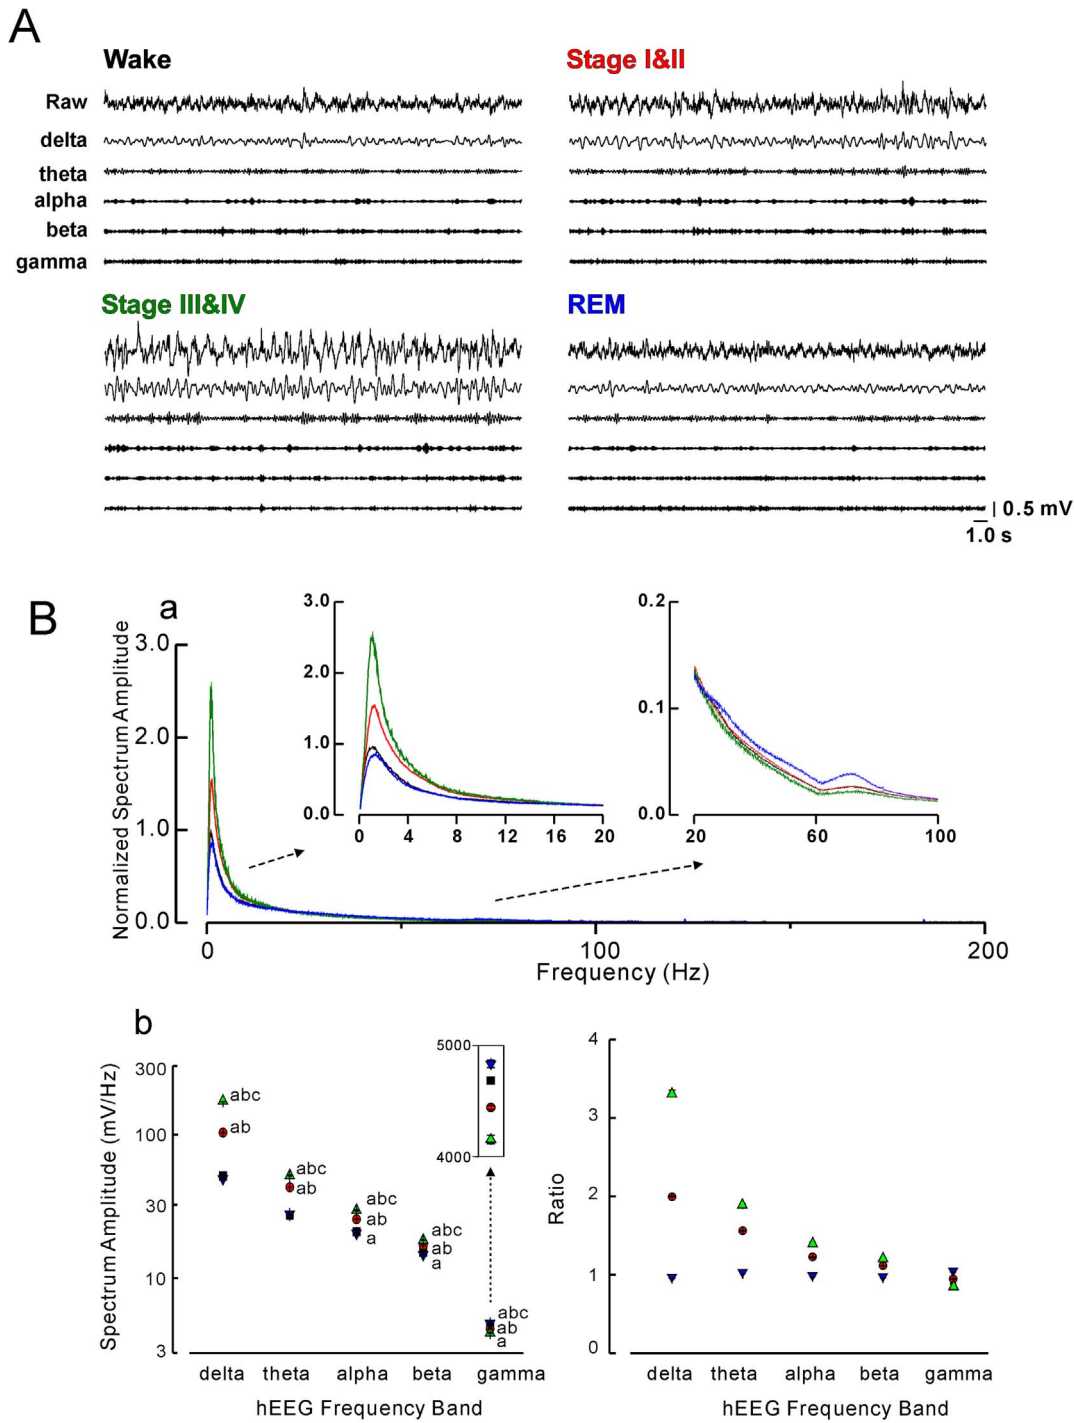 A
Wake
Stage I&II
Raw
delta
theta
alpha
beta
gamma
Stage III&IV
REM
0.5 mV
1.0 s
B
a
Normalized Spectrum Amplitude
3.0
2.0
1.0
0.0
0
100
200
Frequency (Hz)
3.0
2.0
1.0
0.0
0 4 8 12 16 20
0.2
0.1
0.0
20 60 100
b
Spectrum Amplitude (mV/Hz)
300
100
30
10
3
abc
ab
abc
ab
abc
ab
a
abc
ab
a
5000
4000
abc
ab
a
delta theta alpha beta gamma
hEEG Frequency Band
Ratio
4
3
2
1
0
delta theta alpha beta gamma
hEEG Frequency Band